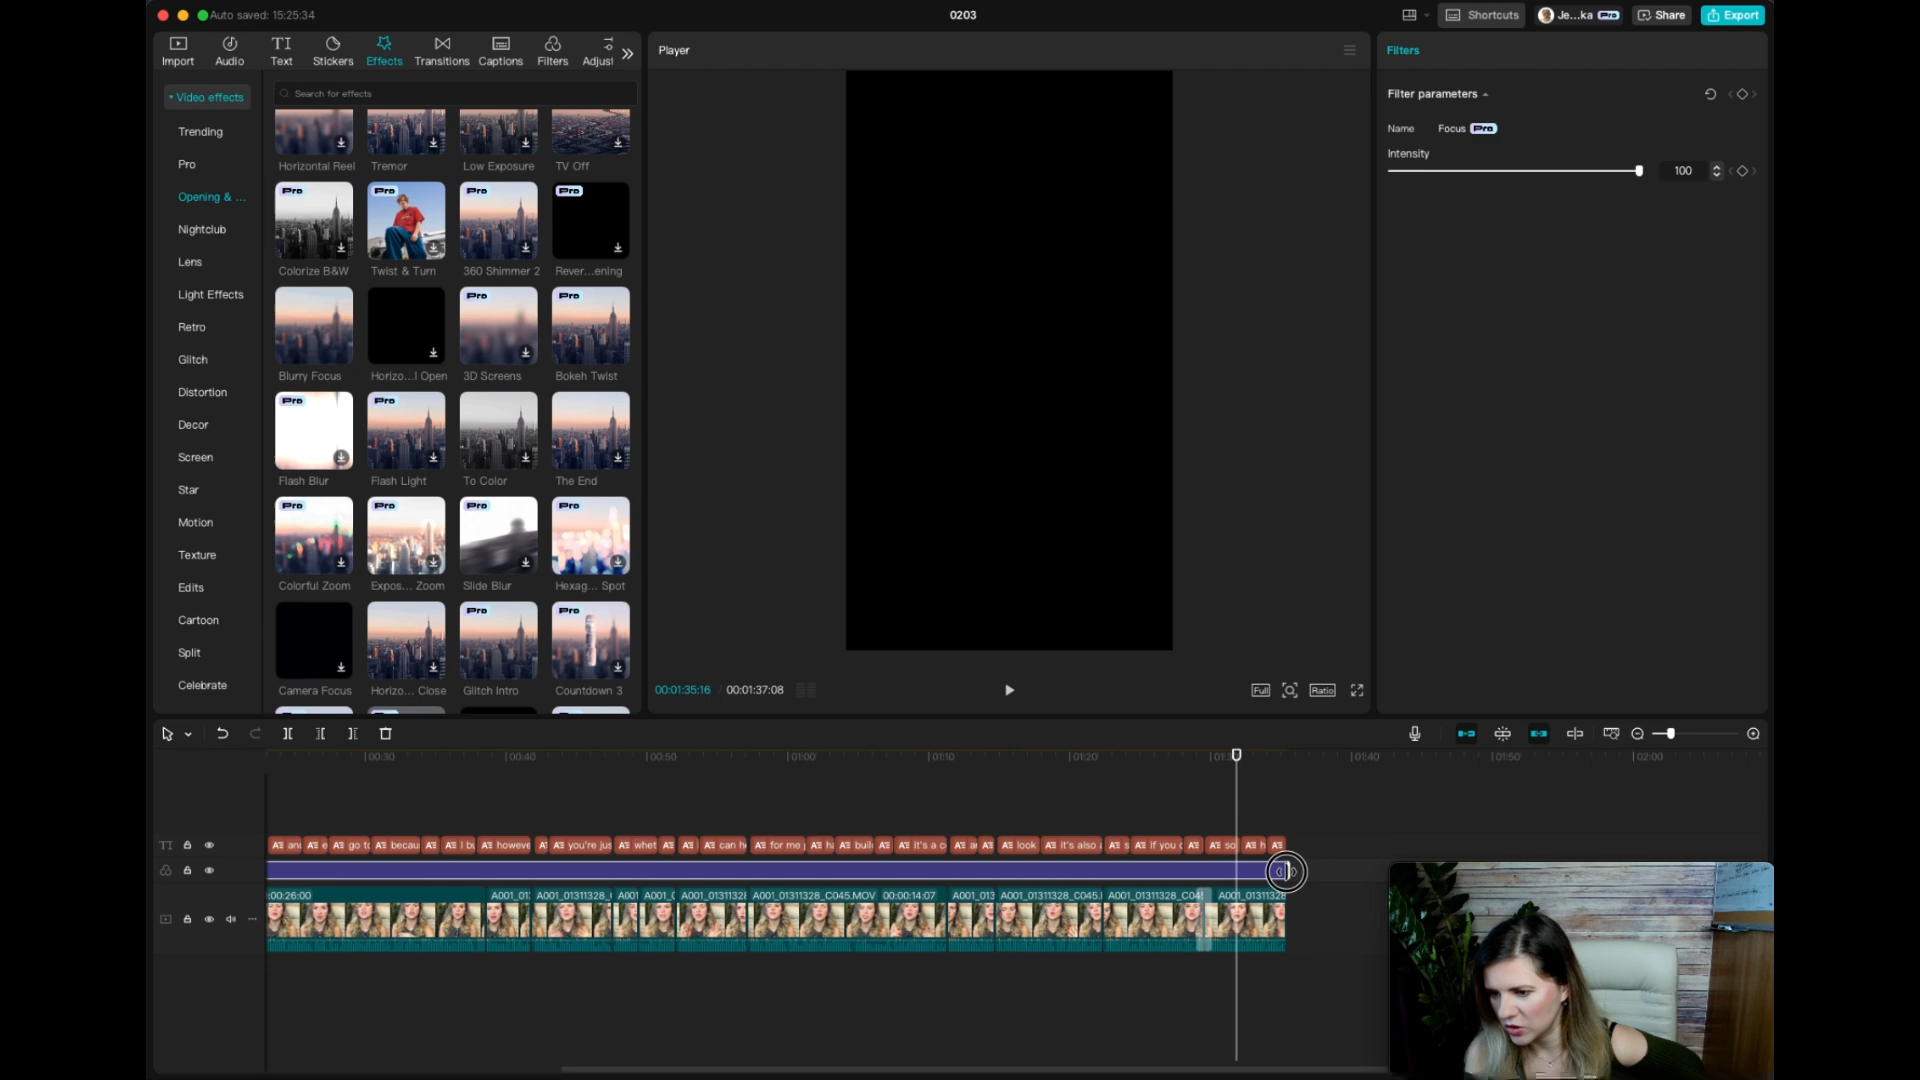 Auto saved: 15:25:34
0203
Shortcuts
Je...ka Pro
Share
Export
Import
Audio
Text
Stickers
Effects
Transitions
Captions
Filters
Adjust
Video effects
Trending
Pro
Opening & ...
Nightclub
Lens
Light Effects
Retro
Glitch
Distortion
Decor
Screen
Star
Motion
Texture
Edits
Cartoon
Split
Celebrate
Search for effects
Horizontal Reel
Tremor
Low Exposure
TV Off
Pro
Pro
Pro
Pro
Colorize B&W
Twist & Turn
360 Shimmer 2
Rever...ening
Pro
Pro
Blurry Focus
Horizo...l Open
3D Screens
Bokeh Twist
Pro
Pro
Flash Blur
Flash Light
To Color
The End
Pro
Pro
Pro
Pro
Colorful Zoom
Expos... Zoom
Slide Blur
Hexag... Spot
Pro
Pro
Camera Focus
Horizo... Close
Glitch Intro
Countdown 3
Player
00:01:35:16
00:01:37:08
Full
Ratio
Filters
Filter parameters
Name Focus Pro
Intensity
100
00:30
00:40
00:50
01:00
01:10
01:20
01:40
01:50
02:00
and
e
go to
becau
I bu
howeve
you're jus
whet
can h
for me
ha
buil
it's a c
look
it's also
s
if you c
so
h
:00:26:00
A001_01
A001_01311328_
A001
A001_0
A001_01311328
A001_01311328_C045.MOV 00:00:14:07
A001_013
A001_01311328_C045.
A001_01311328_C04
A001_01311328